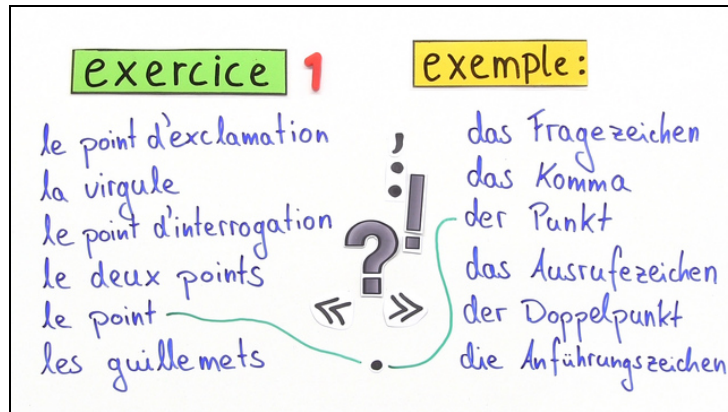 exercice 1
exemple:
le point d'exclamation
la virgule
le point d'interrogation
le deux points
le point
les guillemets
,
:
!
?
« »
.
das Fragezeichen
das Komma
der Punkt
das Ausrufezeichen
der Doppelpunkt
die Anführungszeichen